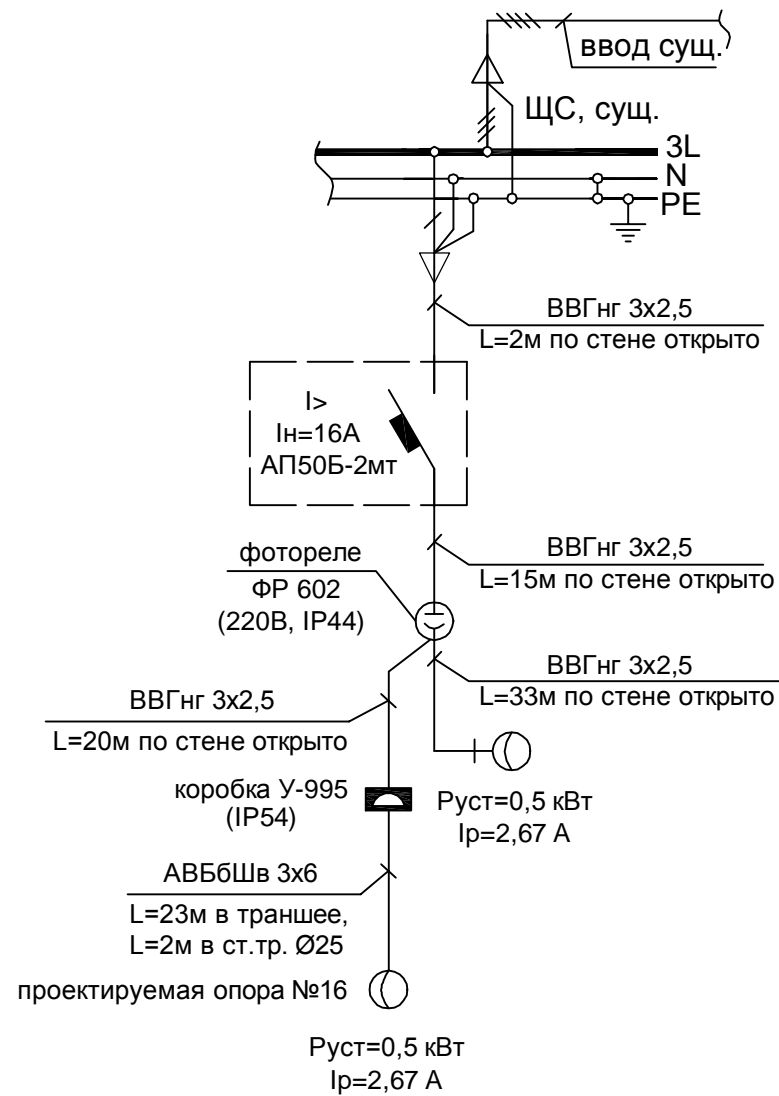 ввод сущ.
ЩС, сущ.
3L
N
PE
ВВГнг 3х2,5
L=2м по стене открыто
I>
Iн=16А
АП50Б-2мт
фотореле
ФР 602
(220В, IP44)
ВВГнг 3х2,5
L=15м по стене открыто
ВВГнг 3х2,5
L=33м по стене открыто
ВВГнг 3х2,5
L=20м по стене открыто
коробка У-995
(IP54)
Руст=0,5 кВт
Iр=2,67 А
АВБбШв 3х6
L=23м в траншее,
L=2м в ст.тр. Ø25
проектируемая опора №16
Руст=0,5 кВт
Iр=2,67 А